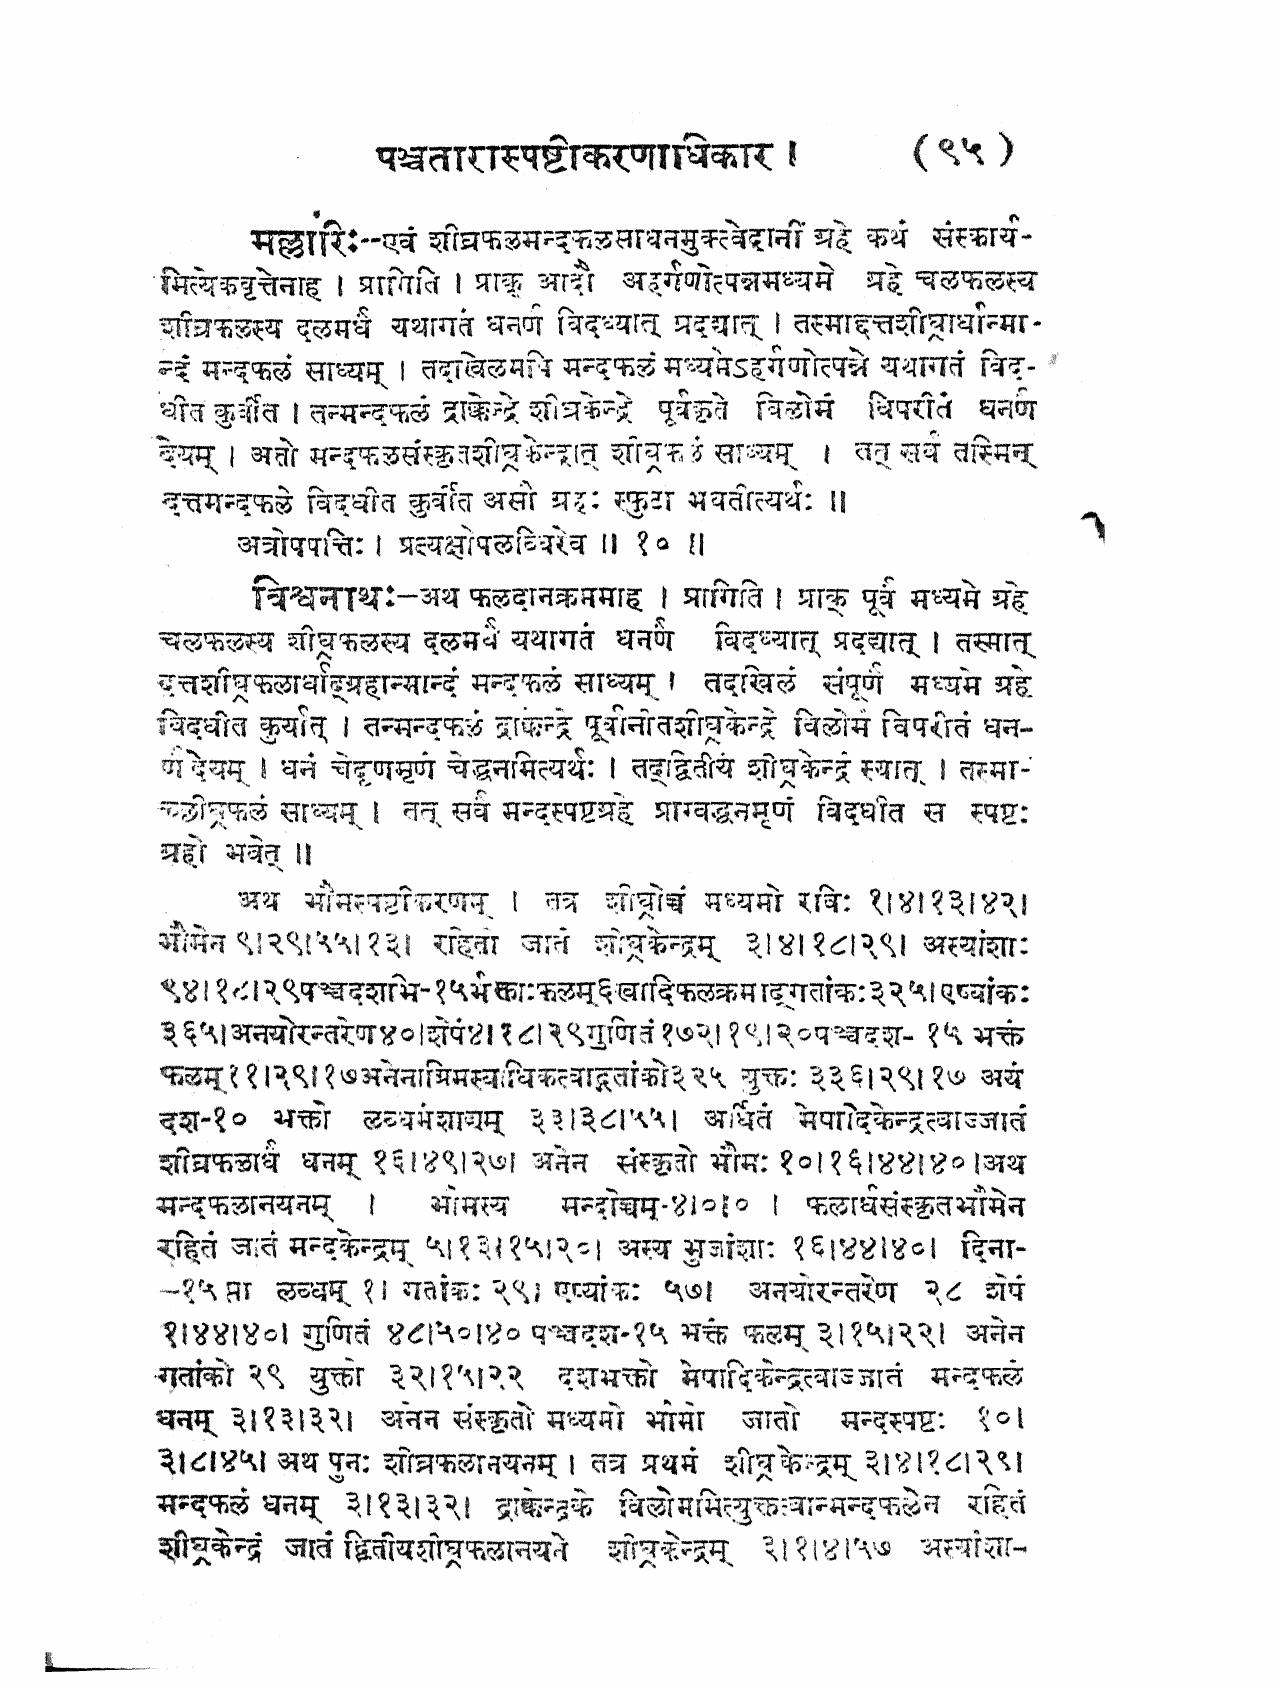 पञ्चतारास्पष्टीकरणाधिकार । (९५)
मल्लारिः--एवं शीघ्रफलमन्दफलसाधनमुक्त्वेदानीं ग्रहे कथं संस्कार्य-
मित्येकवृत्तेनाह । प्रागिति । प्राक् आदौ अहर्गणोत्पन्नमध्यमे ग्रहे चलफलस्य
शीघ्रफलस्य दलमर्धं यथागतं धनर्णं विदध्यात् प्रदद्यात् । तस्माद्दत्तशीघ्रार्धान्मा-
न्दं मन्दफलं साध्यम् । तदखिलमपि मन्दफलं मध्यमेऽहर्गणोत्पन्ने यथागतं विद-
धीत कुर्वीत । तन्मन्दफलं द्राक्केन्द्रे शीघ्रकेन्द्रे पूर्वकृते विलोमं विपरीतं धनर्णं
देयम् । अतो मन्दफलसंस्कृतशीघ्रकेन्द्रात् शीघ्रफलं साध्यम् । तत् सर्वं तस्मिन्
दत्तमन्दफले विदधीत कुर्वीत असौ ग्रहः स्फुटो भवतीत्यर्थः ॥
अत्रोपपत्तिः । प्रत्यक्षोपलब्धिरेव ॥ १० ॥
विश्वनाथः–अथ फलदानक्रममाह । प्रागिति । प्राक् पूर्वं मध्यमे ग्रहे
चलफलस्य शीघ्रफलस्य दलमर्धं यथागतं धनर्णं विदध्यात् प्रदद्यात् । तस्मात्
दत्तशीघ्रफलार्धाद्ग्रहान्मान्दं मन्दफलं साध्यम् । तदखिलं संपूर्णं मध्यमे ग्रहे
विदधीत कुर्यात् । तन्मन्दफलं द्राक्केन्द्रे पूर्वानीतशीघ्रकेन्द्रे विलोमं विपरीतं धन-
र्णं देयम् । धनं चेदृणमृणं चेद्धनमित्यर्थः । तद्द्वितीयं शीघ्रकेन्द्रं स्यात् । तस्मा-
च्छीघ्रफलं साध्यम् । तत् सर्वं मन्दस्पष्टग्रहे प्राग्वद्धनमृणं विदधीत स स्पष्टः
ग्रहो भवेत् ॥
अथ भौमस्पष्टीकरणम् । तत्र शीघ्रोच्चं मध्यमो रविः १।४।१३।४२।
भौमेन ९।२९।५५।१३। रहितो जातं शीघ्रकेन्द्रम् ३।४।१८।२९। अस्यांशाः
९४।१८।२९पञ्चदशभि-१५र्भक्ताःफलम्६खादिफलक्रमाद्गतांकः३२५।एष्यांकः
३६५।अनयोरन्तरेण४०।शेषं४।१८।२९गुणितं१७२।१९।२०पञ्चदश- १५ भक्तं
फलम्११।२९।१७अनेनाग्रिमस्याधिकत्वाद्गतांको३२५ युक्तः ३३६।२९।१७ अयं
दश-१० भक्तो लब्धमंशाद्यम् ३३।३८।५५। अर्धितं मेषादिकेन्द्रत्वाज्जातं
शीघ्रफलार्धं धनम् १६।४९।२७। अनेन संस्कृतो भौमः १०।१६।४४।४०।अथ
मन्दफलानयनम् । भौमस्य मन्दोच्चम्-४।०।० । फलार्धसंस्कृतभौमेन
रहितं जातं मन्दकेन्द्रम् ५।१३।१५।२०। अस्य भुजांशाः १६।४४।४०। दिना-
–१५ प्ता लब्धम् १। गतांकः २९। एष्यांकः ५७। अनयोरन्तरेण २८ शेषं
१।४४।४०। गुणितं ४८।५०।४० पञ्चदश-१५ भक्तं फलम् ३।१५।२२। अनेन
गतांको २९ युक्तो ३२।१५।२२ दशभक्तो मेषादिकेन्द्रत्वाज्जातं मन्दफलं
धनम् ३।१३।३२। अनेन संस्कृतो मध्यमो भौमो जातो मन्दस्पष्टः १०।
३।८।४५। अथ पुनः शीघ्रफलानयनम् । तत्र प्रथमं शीघ्रकेन्द्रम् ३।४।१८।२९।
मन्दफलं धनम् ३।१३।३२। द्राक्केन्द्रके विलोममित्युक्तत्वान्मन्दफलेन रहितं
शीघ्रकेन्द्रं जातं द्वितीयशीघ्रफलानयने शीघ्रकेन्द्रम् ३।१।४।५७ अस्यांशा–